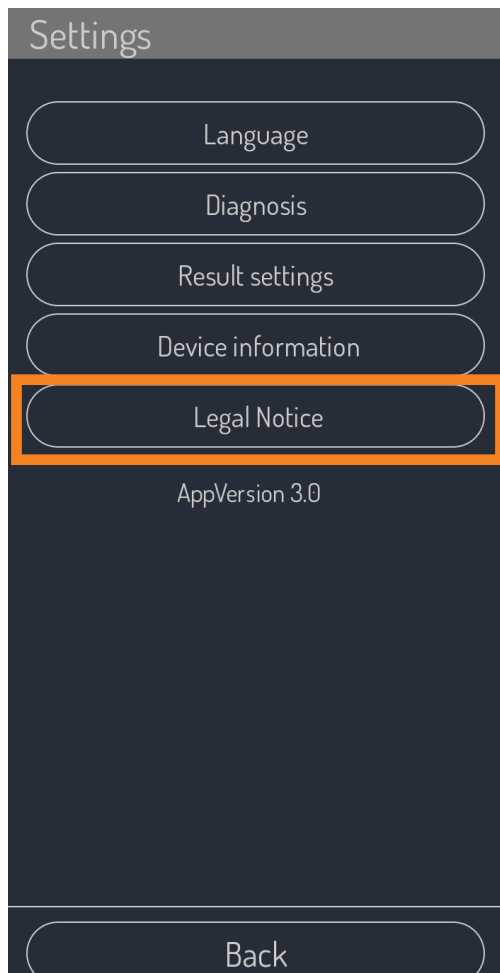 Settings
Language
Diagnosis
Result settings
Device information
Legal Notice
AppVersion 3.0
Back